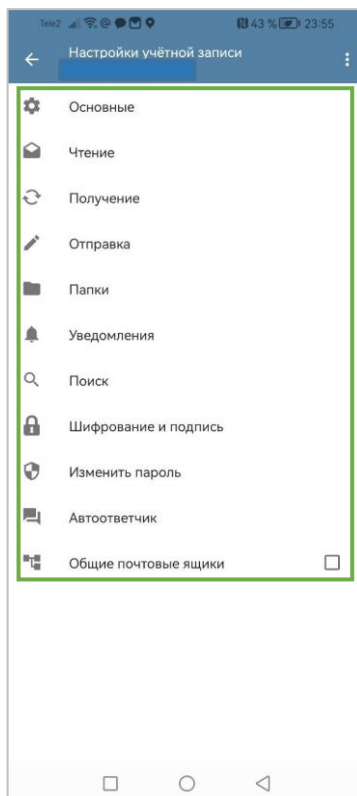 Tele2 43 % 23:55
Настройки учётной записи
Основные
Чтение
Получение
Отправка
Папки
Уведомления
Поиск
Шифрование и подпись
Изменить пароль
Автоответчик
Общие почтовые ящики